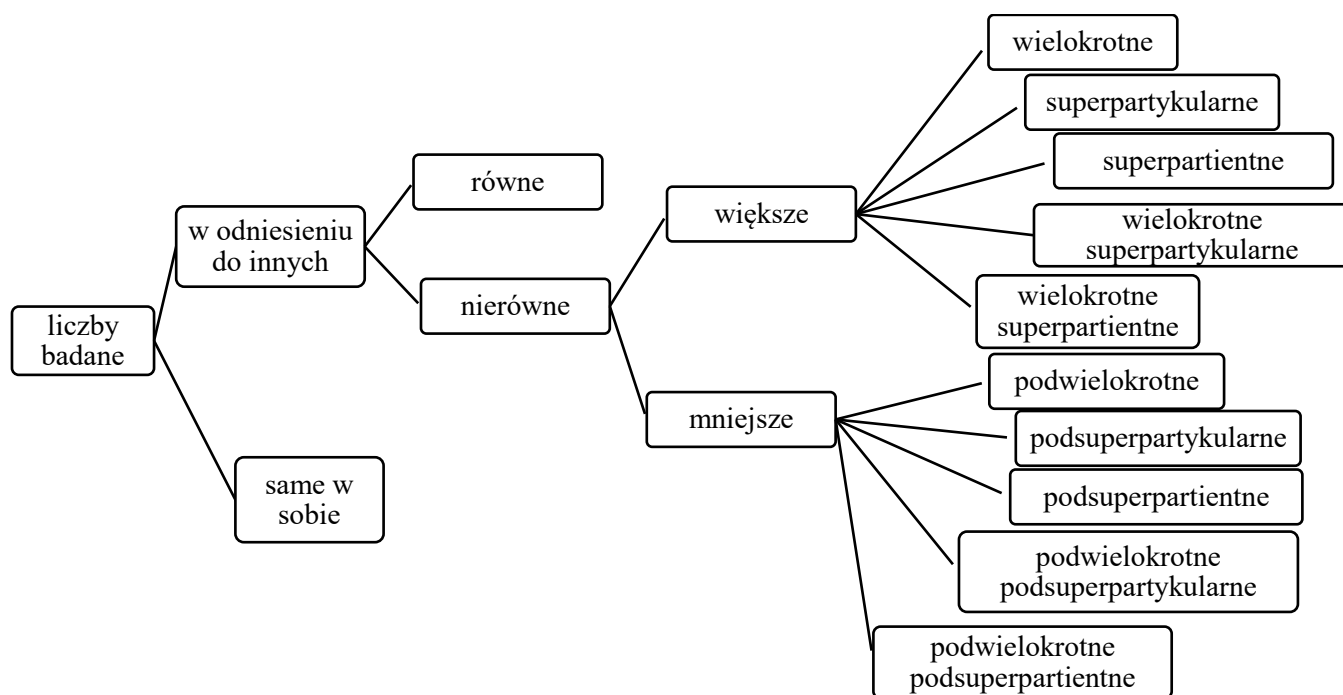 wielokrotne
superpartykularne
superpartientne
wielokrotne
superpartykularne
wielokrotne
superpartientne
równe
większe
w odniesieniu
do innych
nierówne
liczby
badane
mniejsze
same w
sobie
podwielokrotne
podsuperpartykularne
podsuperpartientne
podwielokrotne
podsuperpartykularne
podwielokrotne
podsuperpartientne